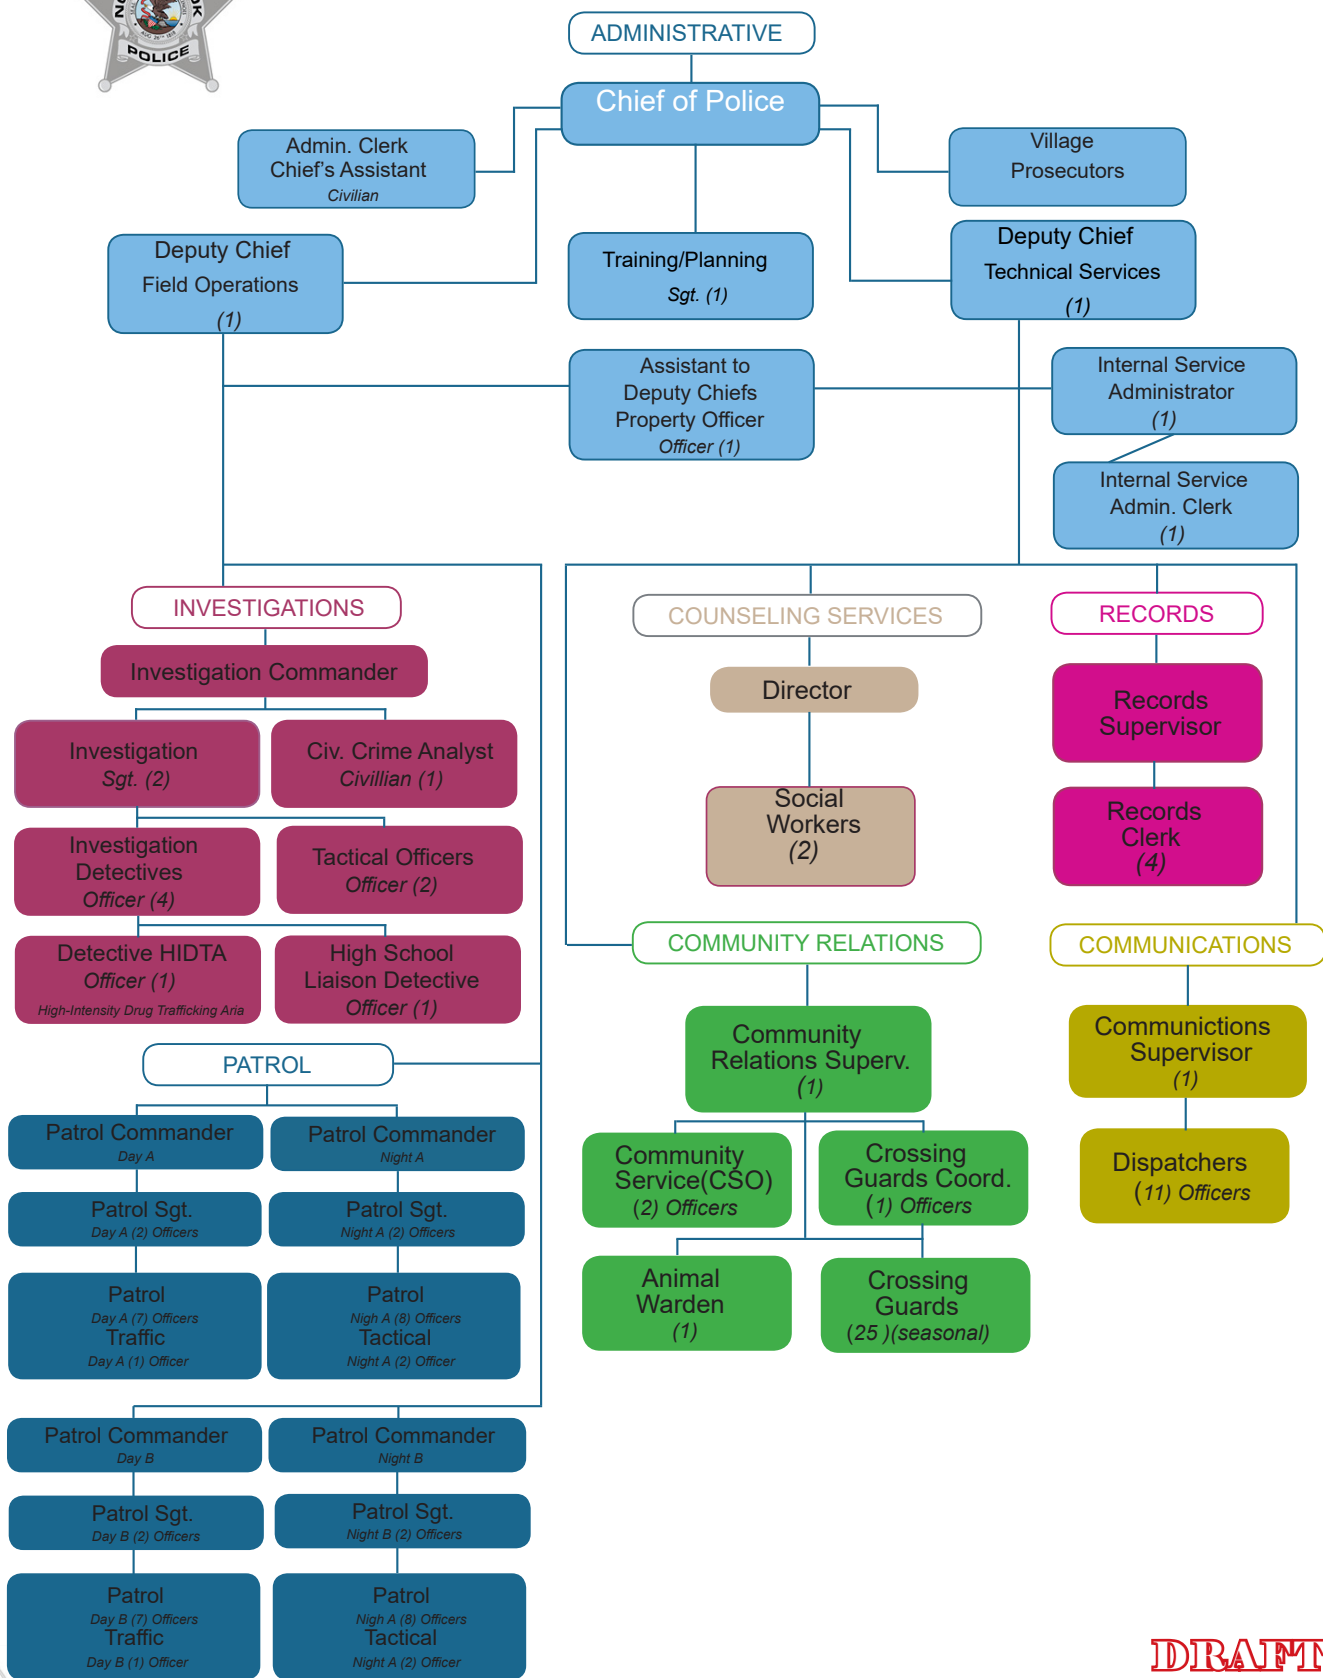 POLICE
ADMINISTRATIVE
Chief of Police
Admin. Clerk
Chief's Assistant
Civilian
Village
Prosecutors
Deputy Chief
Field Operations
(1)
Training/Planning
Sgt. (1)
Deputy Chief
Technical Services
(1)
Assistant to
Deputy Chiefs
Property Officer
Officer (1)
Internal Service
Administrator
(1)
Internal Service
Admin. Clerk
(1)
INVESTIGATIONS
Investigation Commander
Investigation
Sgt. (2)
Civ. Crime Analyst
Civillian (1)
Investigation
Detectives
Officer (4)
Tactical Officers
Officer (2)
Detective HIDTA
Officer (1)
High-Intensity Drug Trafficking Aria
High School
Liaison Detective
Officer (1)
COUNSELING SERVICES
Director
Social
Workers
(2)
RECORDS
Records
Supervisor
Records
Clerk
(4)
COMMUNITY RELATIONS
Community
Relations Superv.
(1)
Community
Service(CSO)
(2) Officers
Crossing
Guards Coord.
(1) Officers
Animal
Warden
(1)
Crossing
Guards
(25 )(seasonal)
COMMUNICATIONS
Communictions
Supervisor
(1)
Dispatchers
(11) Officers
PATROL
Patrol Commander
Day A
Patrol Commander
Night A
Patrol Sgt.
Day A (2) Officers
Patrol Sgt.
Night A (2) Officers
Patrol
Day A (7) Officers
Traffic
Day A (1) Officer
Patrol
Nigh A (8) Officers
Tactical
Night A (2) Officer
Patrol Commander
Day B
Patrol Commander
Night B
Patrol Sgt.
Day B (2) Officers
Patrol Sgt.
Night B (2) Officers
Patrol
Day B (7) Officers
Traffic
Day B (1) Officer
Patrol
Nigh A (8) Officers
Tactical
Night A (2) Officer
DRAFT